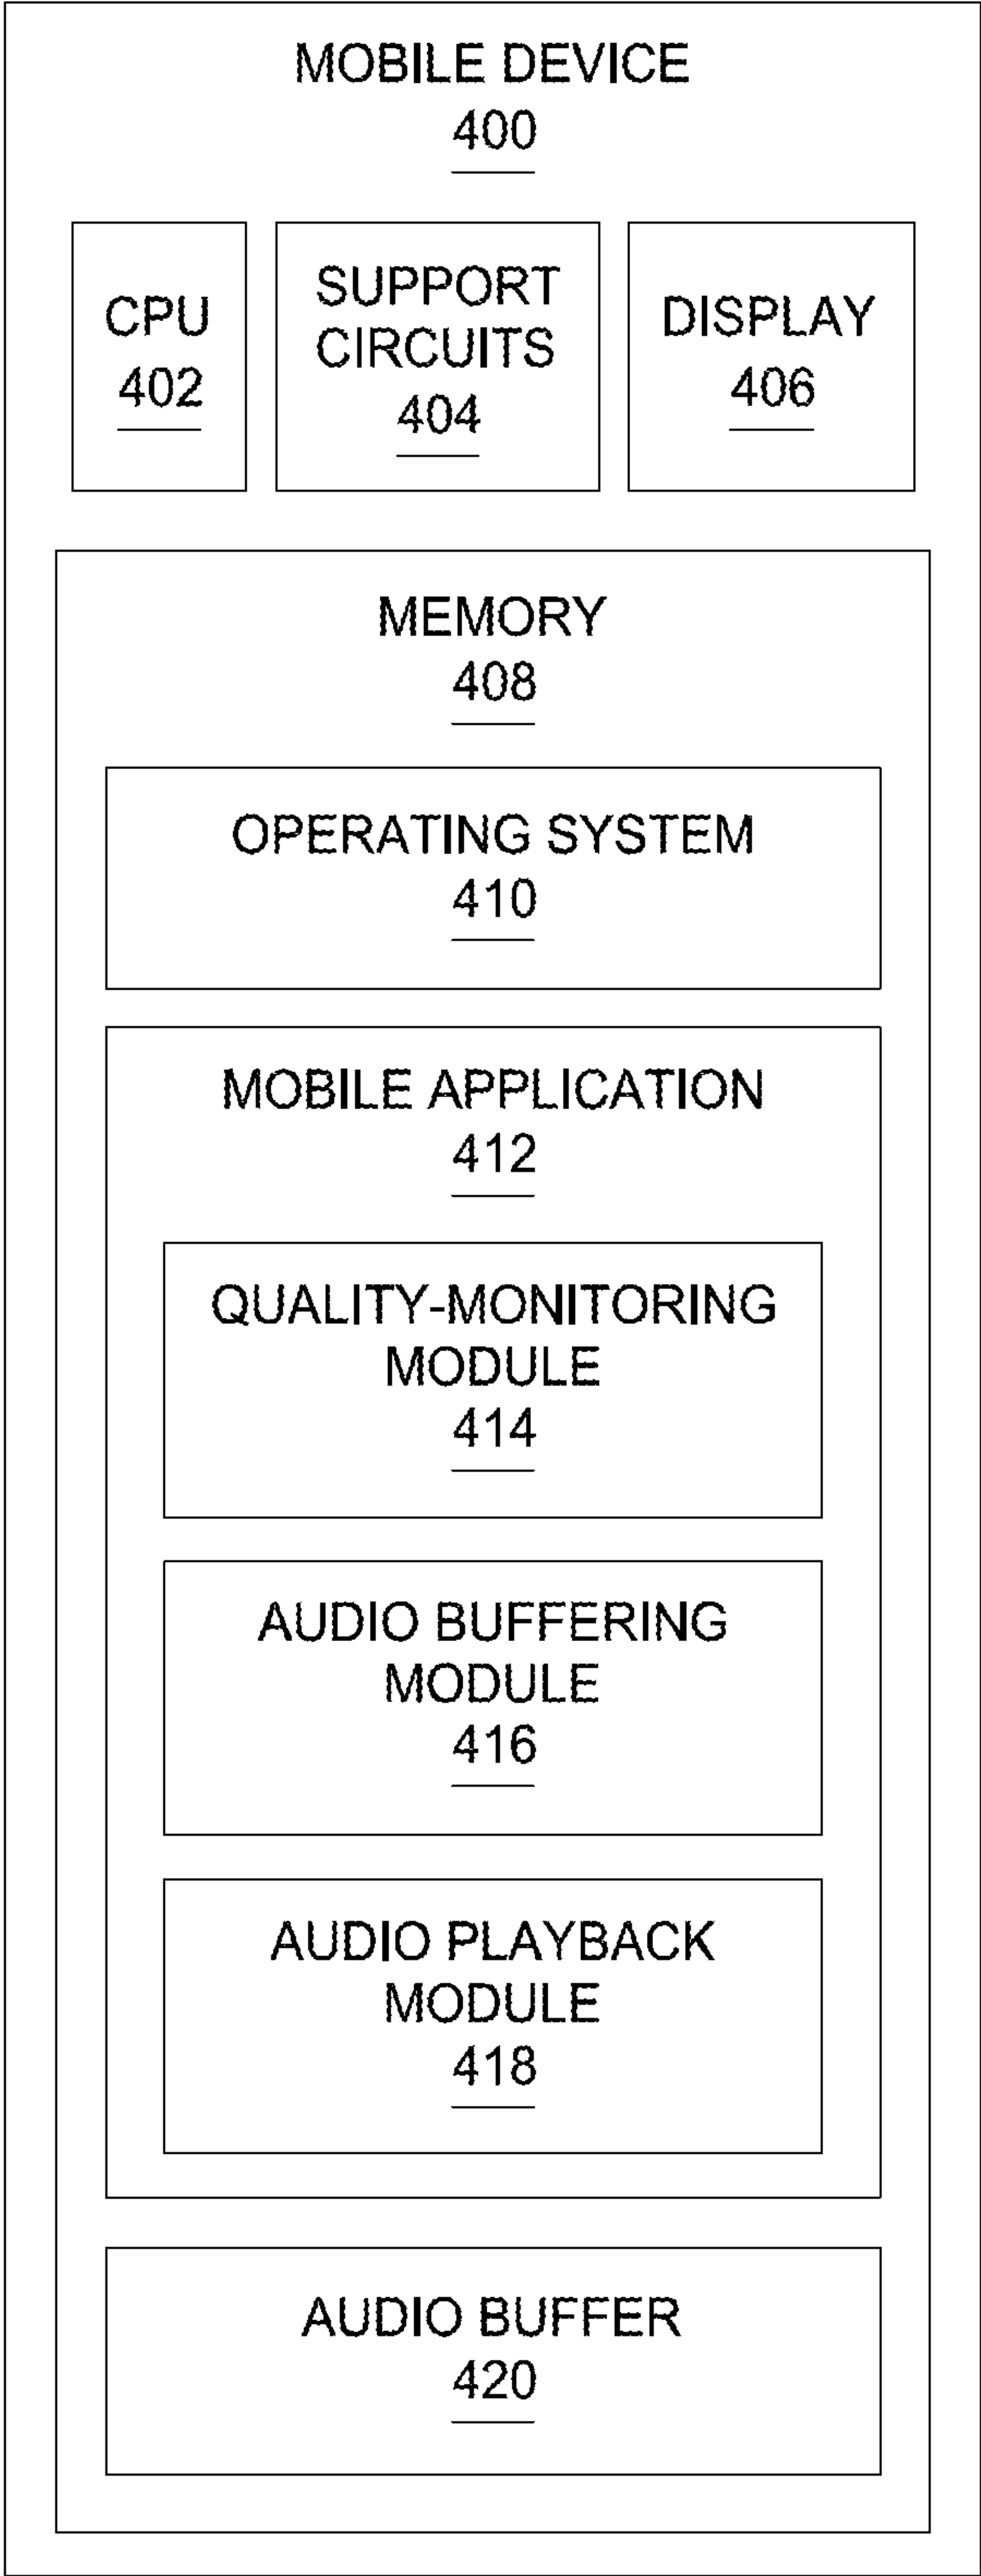 MOBILE DEVICE
400
CPU
402
SUPPORT
CIRCUITS
404
DISPLAY
406
MEMORY
408
OPERATING SYSTEM
410
MOBILE APPLICATION
412
QUALITY-MONITORING
MODULE
414
AUDIO BUFFERING
MODULE
416
AUDIO PLAYBACK
MODULE
418
AUDIO BUFFER
420